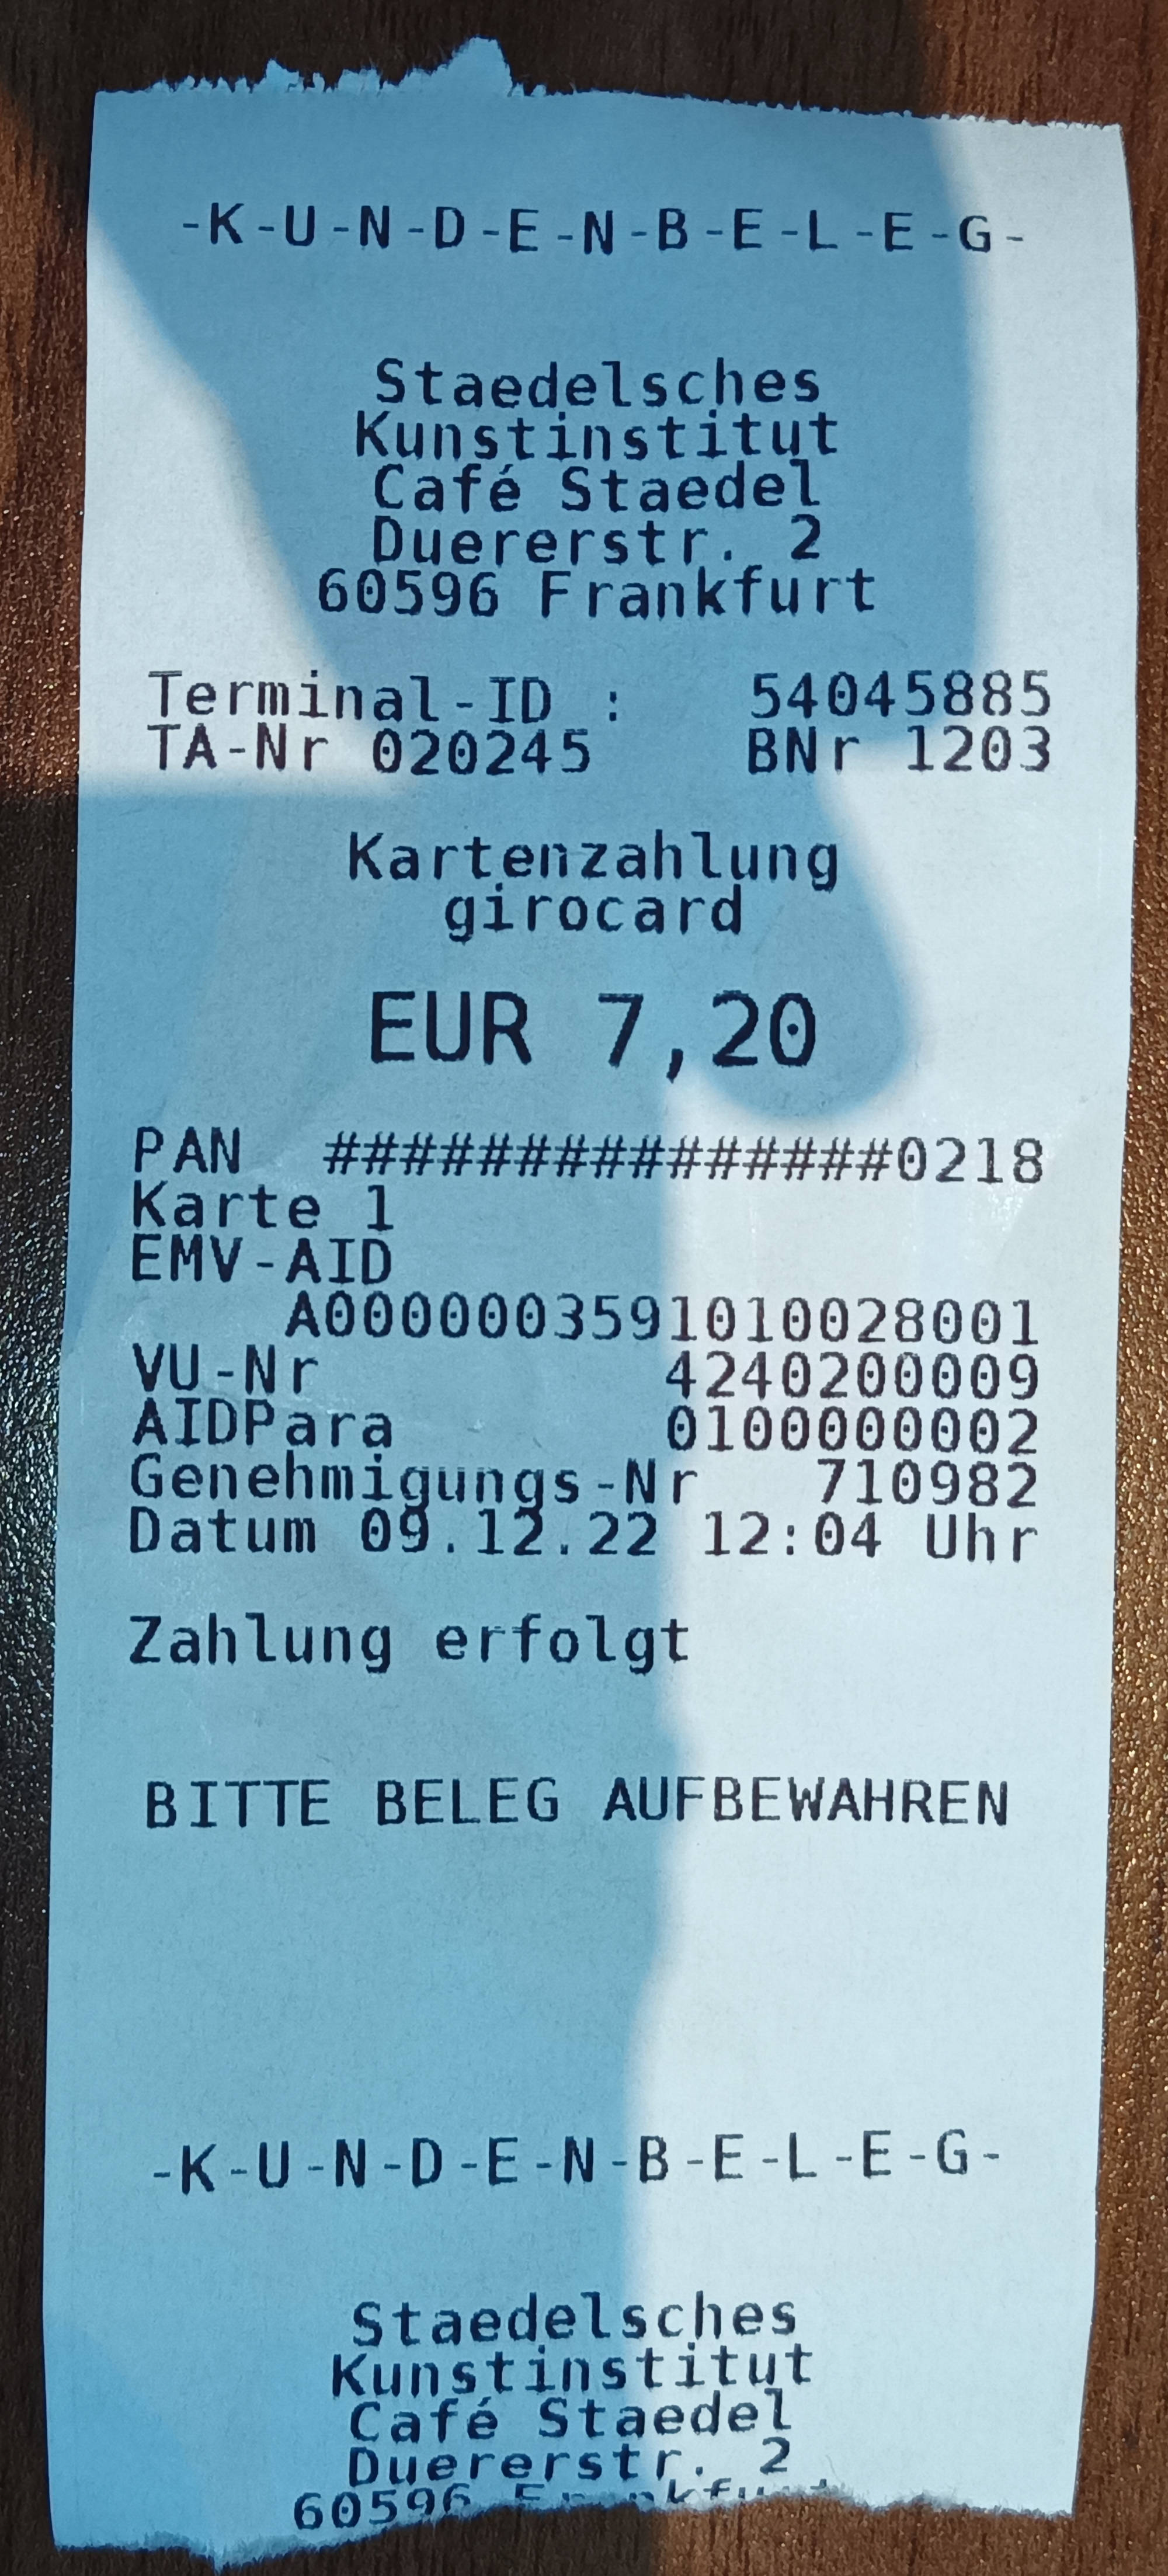 -K-U-N-D-E-N-B-E-L-E-G-
Staedelsches
Kunstinstitut
Café Staedel
Duererstr. 2
60596 Frankfurt
Terminal-ID : 54045885
TA-Nr 020245 BNr 1203
Kartenzahlung
girocard
EUR 7,20
PAN ###############0218
Karte 1
EMV-AID
A0000003591010028001
VU-Nr 4240200009
AIDPara 0100000002
Genehmigungs-Nr 710982
Datum 09.12.22 12:04 Uhr
Zahlung erfolgt
BITTE BELEG AUFBEWAHREN
-K-U-N-D-E-N-B-E-L-E-G-
Staedelsches
Kunstinstitut
Café Staedel
Duererstr. 2
60596 Frankfurt